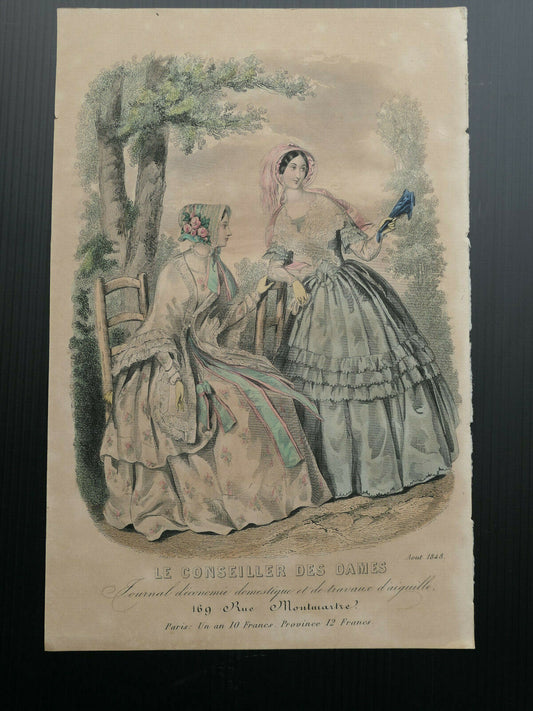 Aout 1848.
LE CONSEILLER DES DAMES
Journal d'économie domestique et de travaux d'aiguille,
169 Rue Montmartre.
Paris: Un an 10 Francs. Province 12 Francs